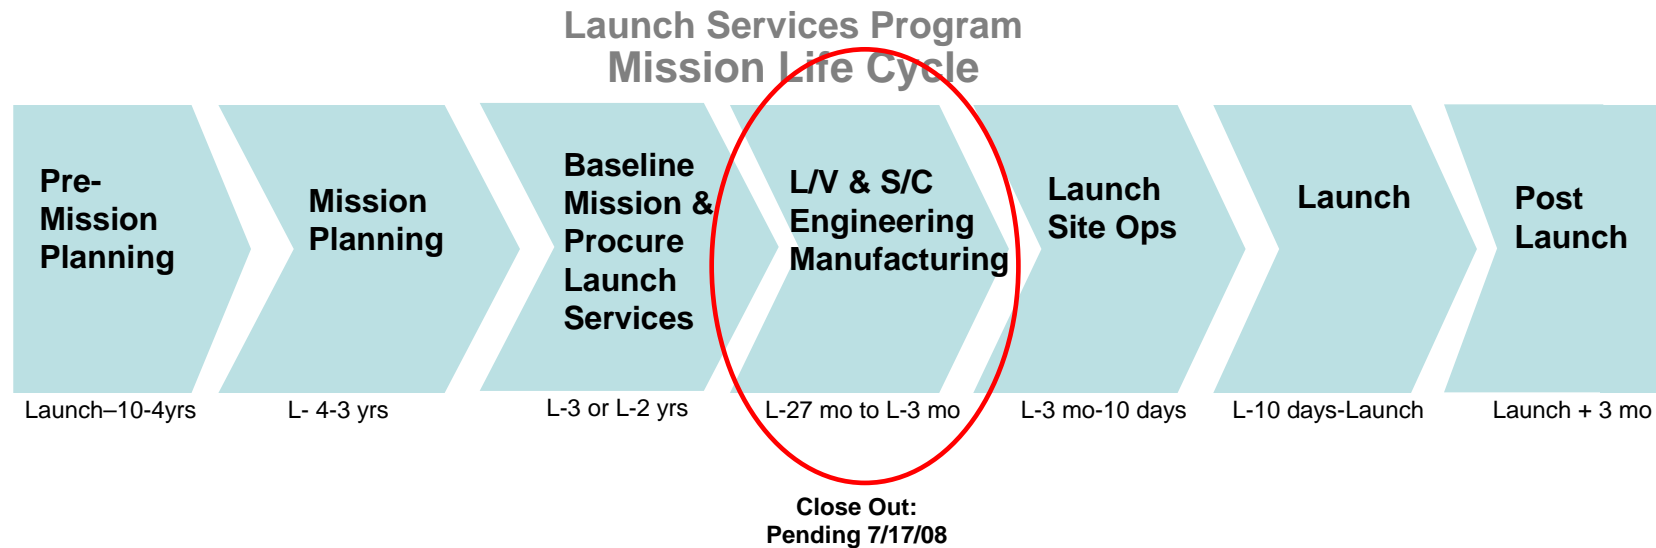 Launch Services Program
Mission Life Cycle
Pre-
Mission
Planning
Mission
Planning
Baseline
Mission &
Procure
Launch
Services
L/V & S/C
Engineering
Manufacturing
Launch
Site Ops
Launch
Post
Launch
Launch–10-4yrs
L- 4-3 yrs
L-3 or L-2 yrs
L-27 mo to L-3 mo
L-3 mo-10 days
L-10 days-Launch
Launch + 3 mo
Close Out:
Pending 7/17/08